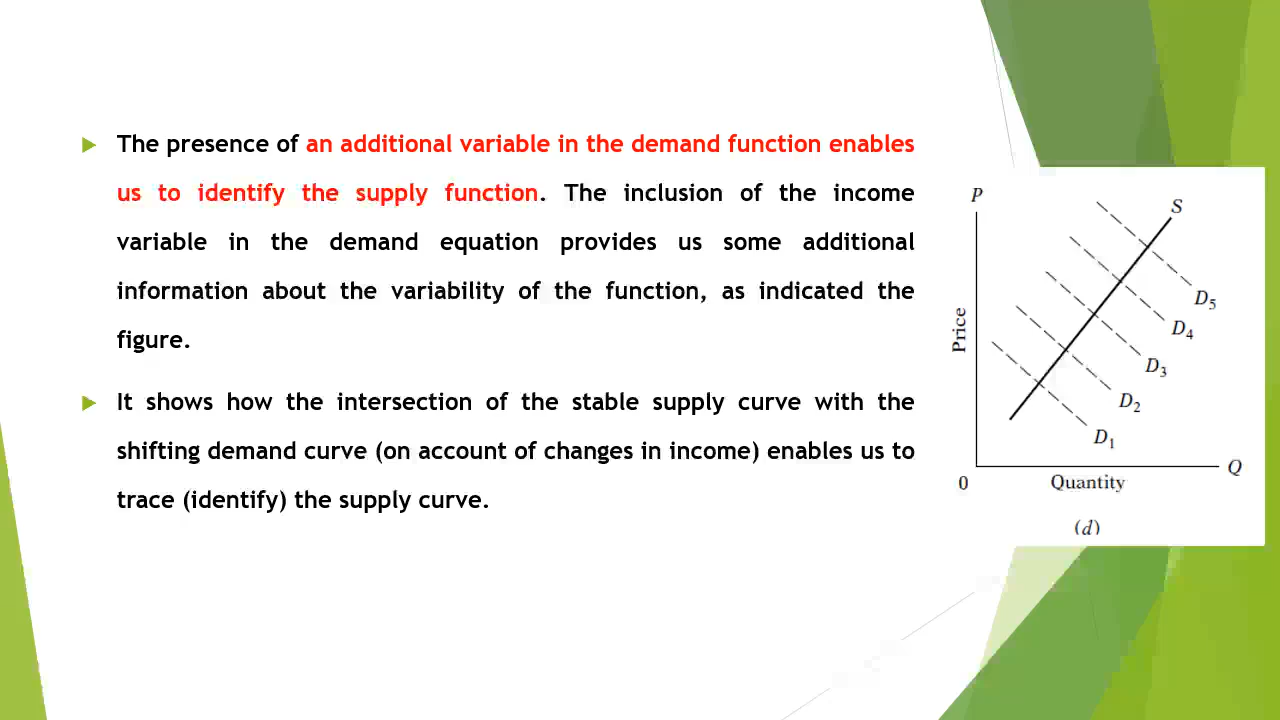 The presence of an additional variable in the demand function enables
us to identify the supply function. The inclusion of the income
variable in the demand equation provides us some additional
information about the variability of the function, as indicated the
figure.
It shows how the intersection of the stable supply curve with the
shifting demand curve (on account of changes in income) enables us to
trace (identify) the supply curve.
P
S
D5
D4
D3
D2
D1
Price
0
Quantity
Q
(d)